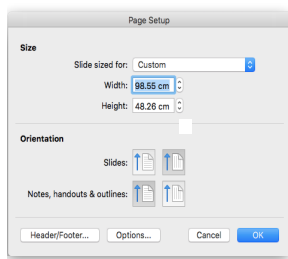 Page Setup
Size
Slide sized for: Custom
Width: 98.55 cm
Height: 48.26 cm
Orientation
Slides:
Notes, handouts & outlines:
Header/Footer... Options... Cancel OK